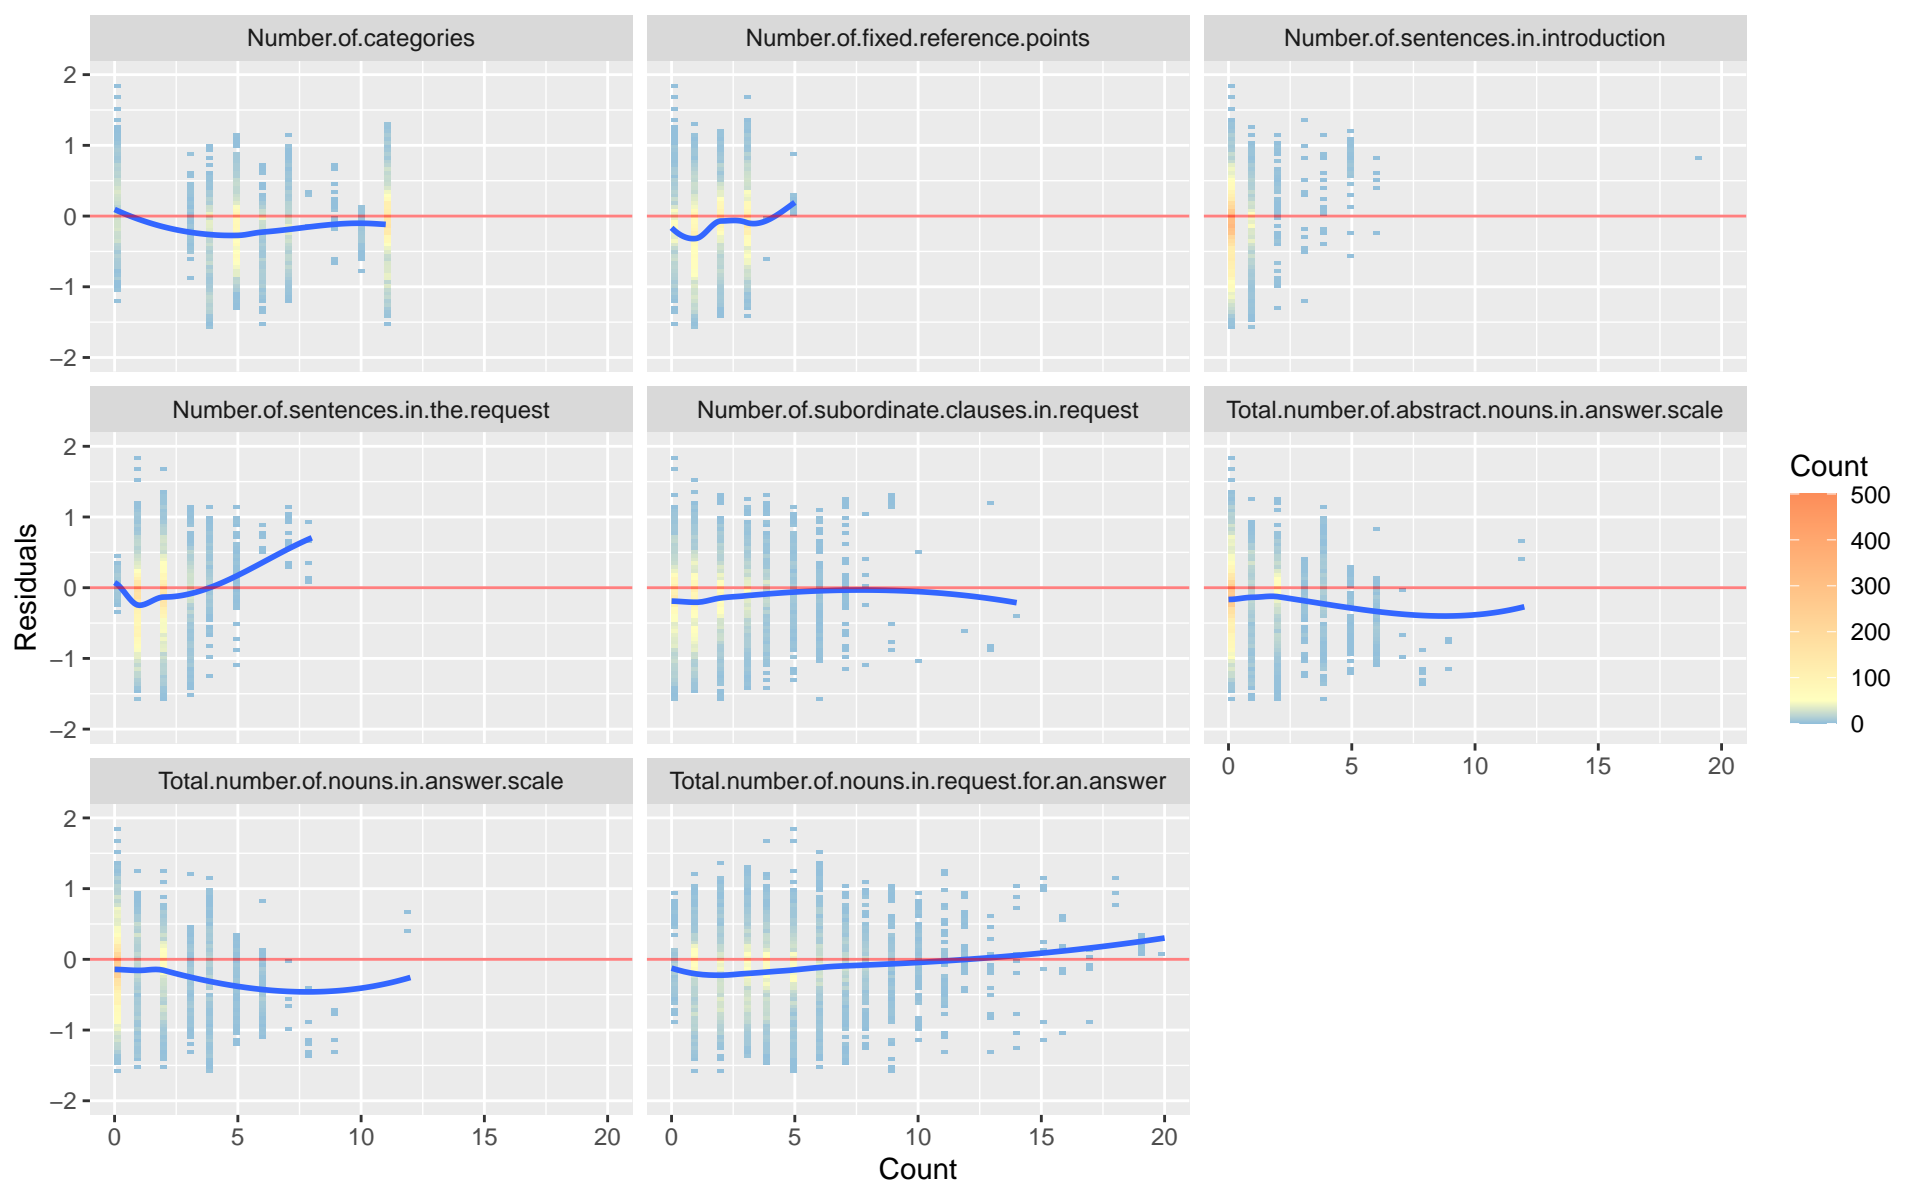 Number.of.categories
Number.of.fixed.reference.points
Number.of.sentences.in.introduction
2
1
0
−1
−2
Number.of.sentences.in.the.request
Number.of.subordinate.clauses.in.request
Total.number.of.abstract.nouns.in.answer.scale
2
1
0
−1
−2
0 5 10 15 20
Total.number.of.nouns.in.answer.scale
Total.number.of.nouns.in.request.for.an.answer
2
1
0
−1
−2
0 5 10 15 20
0 5 10 15 20
Count
Residuals
Count
500
400
300
200
100
0